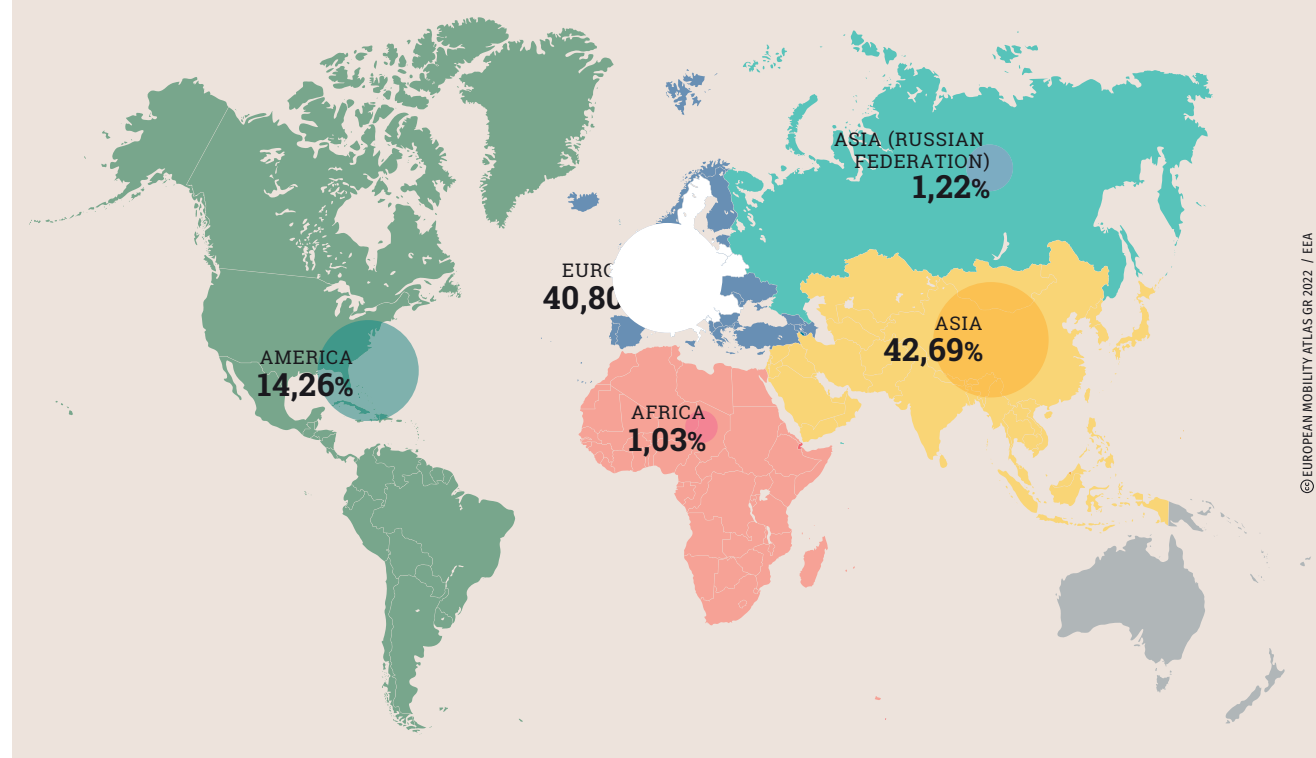 ASIA (RUSSIAN
FEDERATION)
1,22%
EURO
40,80
ASIA
42,69%
AMERICA
14,26%
AFRICA
1,03%
EUROPEAN MOBILITY ATLAS GR 2022 / EEA